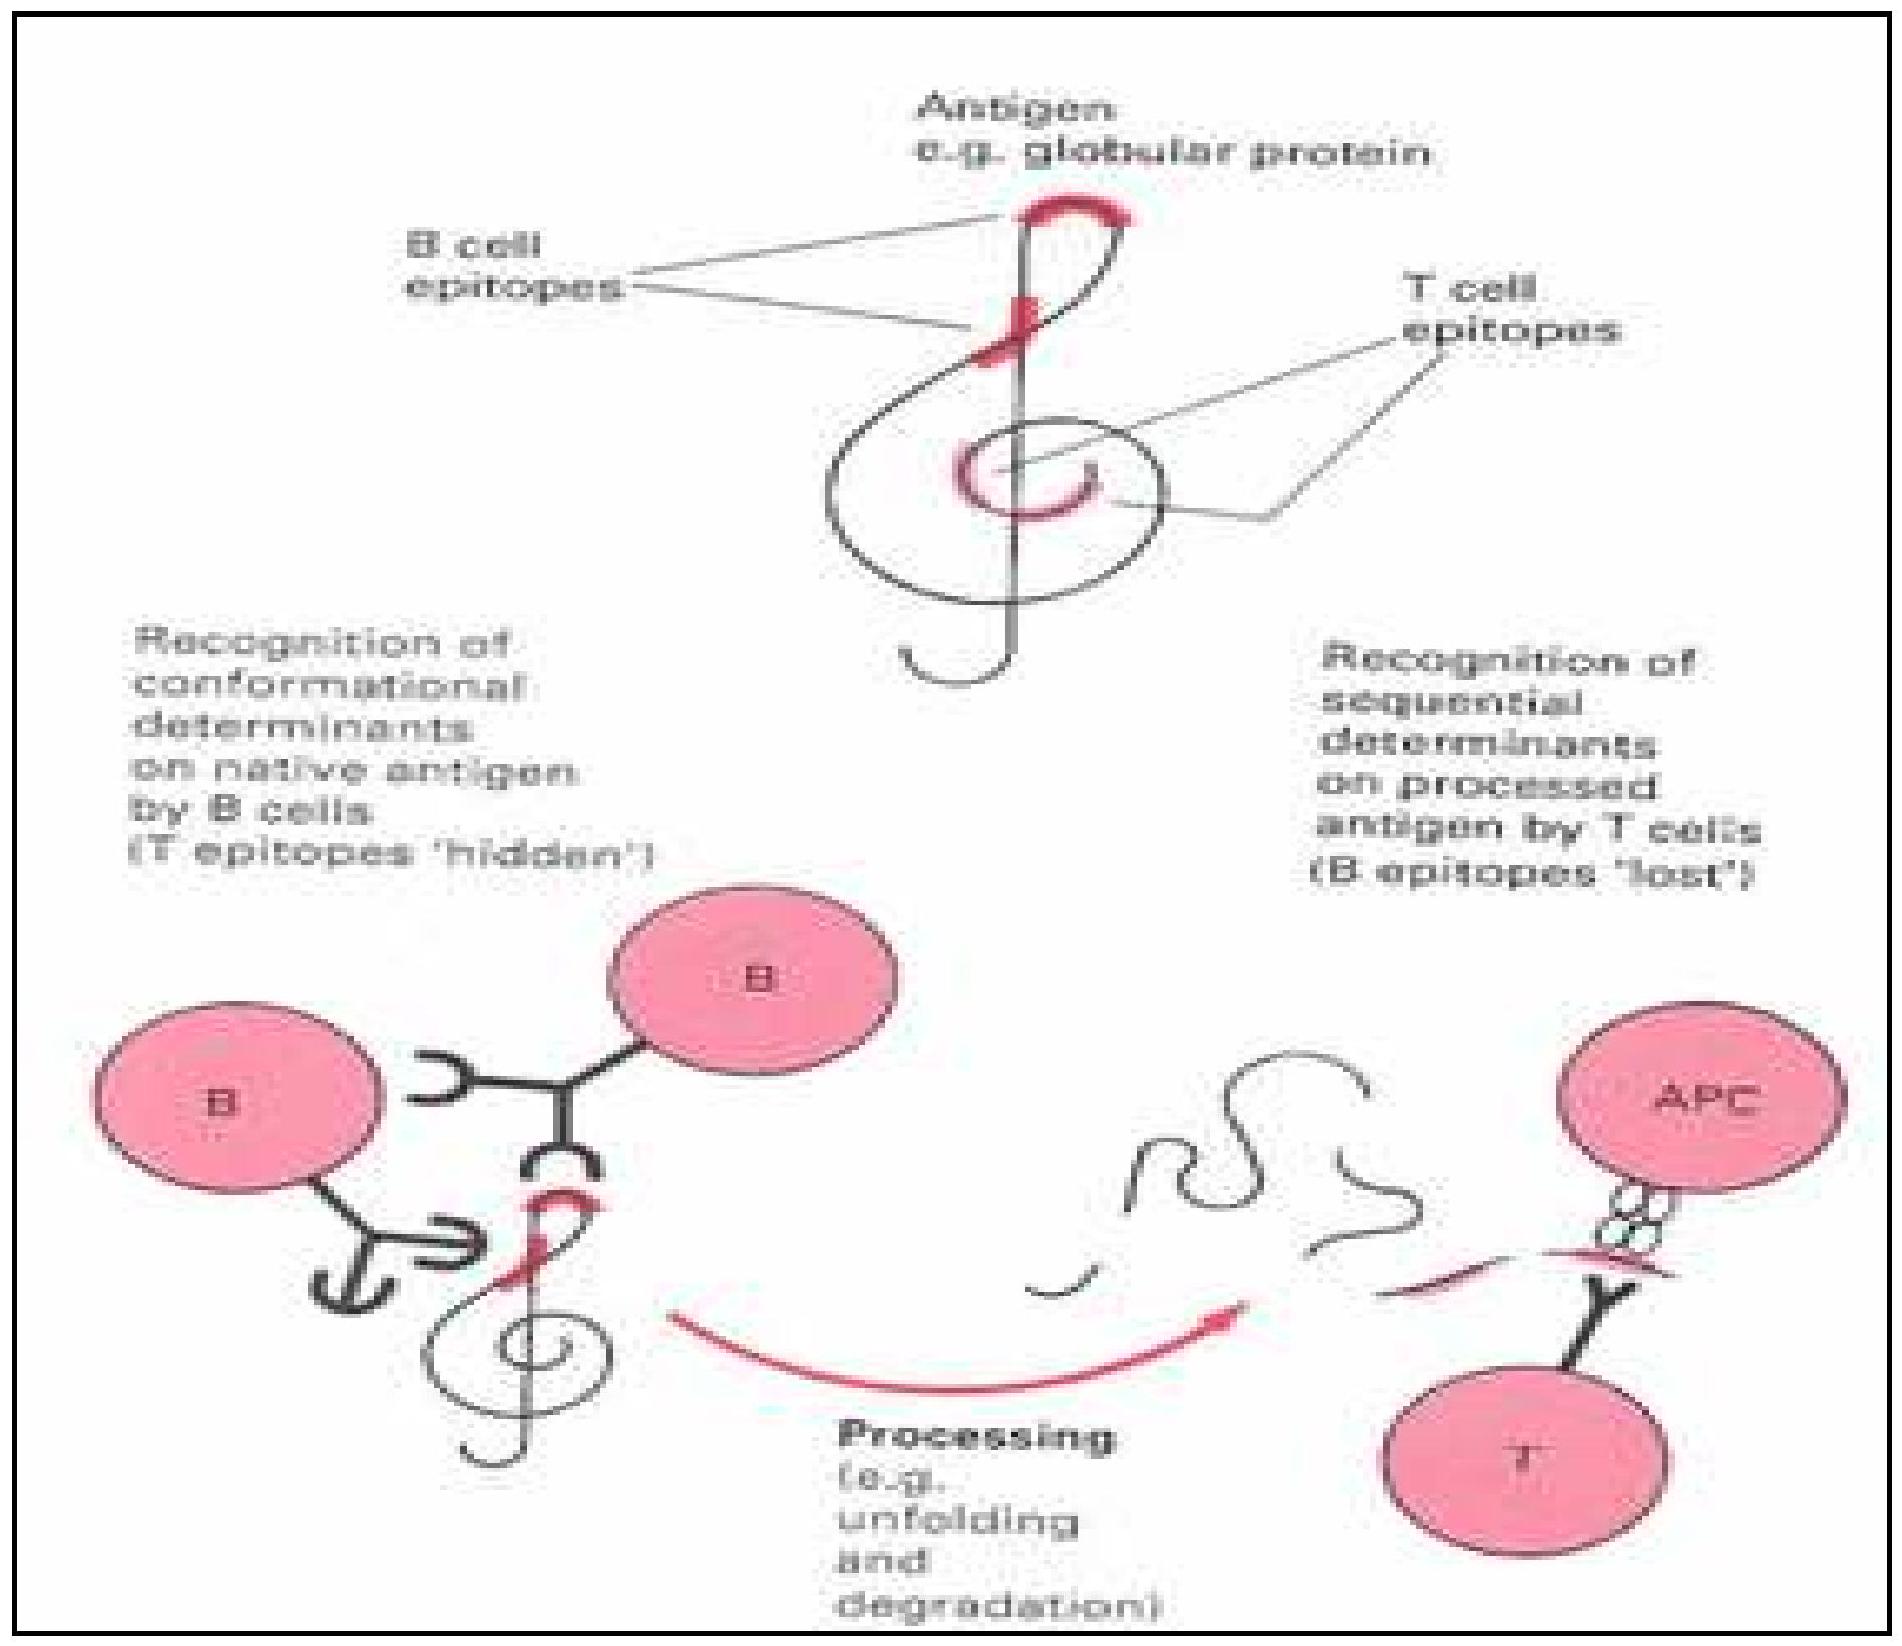 Antigen
e.g. globular protein
B cell
epitopes
T cell
epitopes
Recognition of
conformational
determinants
on native antigen
by B cells
(T epitopes 'hidden')
Recognition of
sequential
determinants
on processed
antigen by T cells
(B epitopes 'lost')
B
B
APC
T
Processing
(e.g.
unfolding
and
degradation)